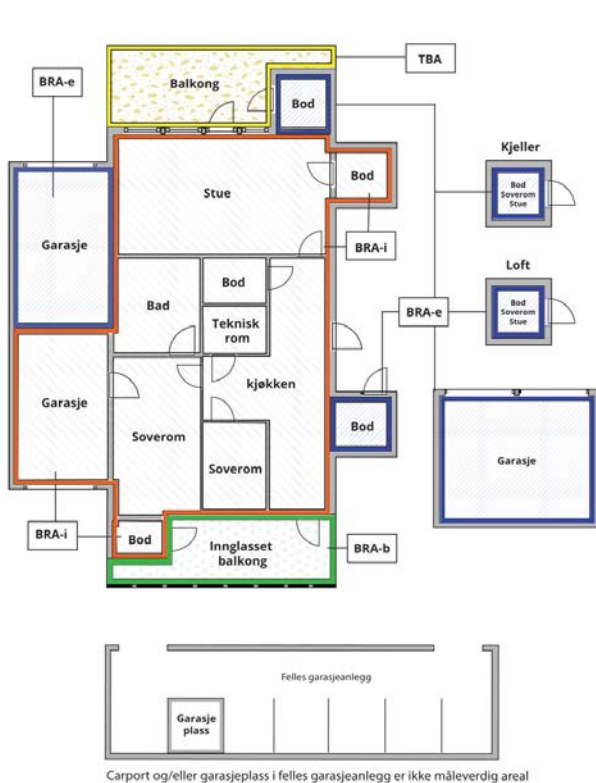 TBA
BRA-e
Balkong
Bod
Kjeller
Bod
Soverom
Stue
Stue
Bod
Garasje
BRA-i
Loft
Bod
Bad
Teknisk
rom
BRA-e
Bod
Soverom
Stue
Garasje
kjøkken
Soverom
Soverom
Bod
Garasje
BRA-i
Bod
Innglasset
balkong
BRA-b
Felles garasjeanlegg
Garasje
plass
Carport og/eller garasjeplass i felles garasjeanlegg er ikke måleverdig areal